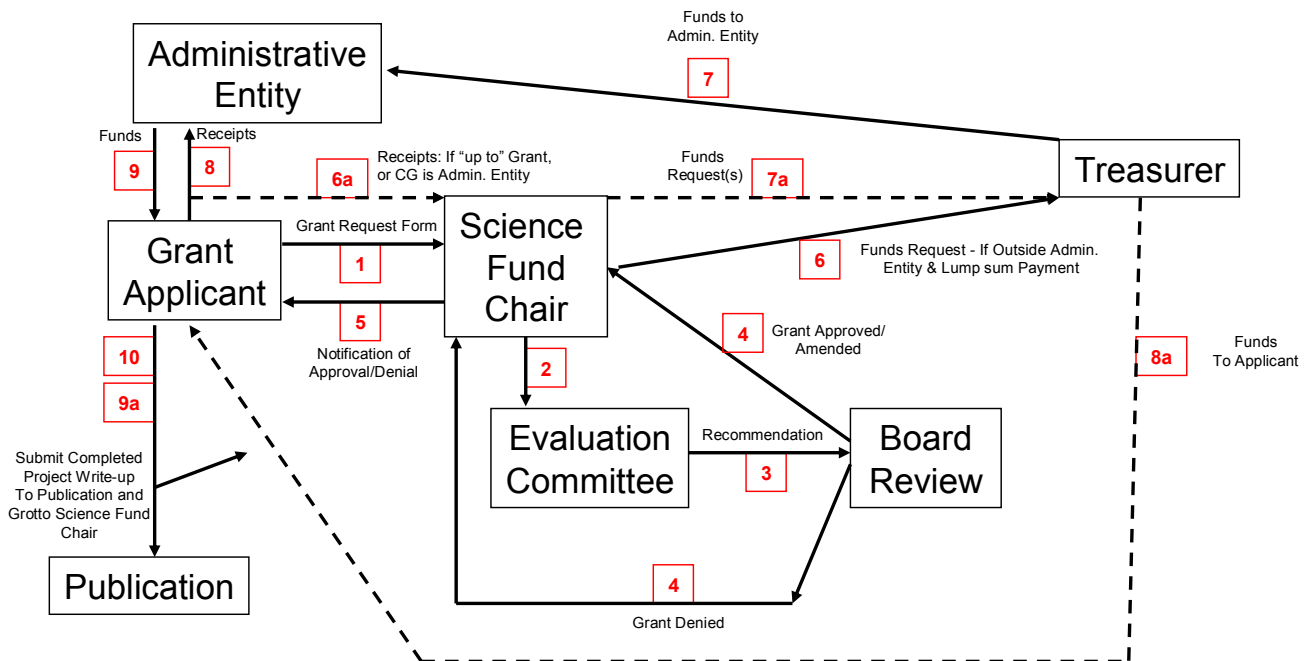 Funds to
Admin. Entity
7
Administrative
Entity
Funds
Receipts
9
8
6a
Receipts: If “up to” Grant,
or CG is Admin. Entity
Funds
Request(s)
7a
Treasurer
Grant
Applicant
Grant Request Form
1
Science
Fund
Chair
6
Funds Request - If Outside Admin.
Entity & Lump sum Payment
5
Notification of
Approval/Denial
4
Grant Approved/
Amended
8a
Funds
To Applicant
10
9a
2
Evaluation
Committee
Recommendation
3
Board
Review
Submit Completed
Project Write-up
To Publication and
Grotto Science Fund
Chair
Publication
4
Grant Denied